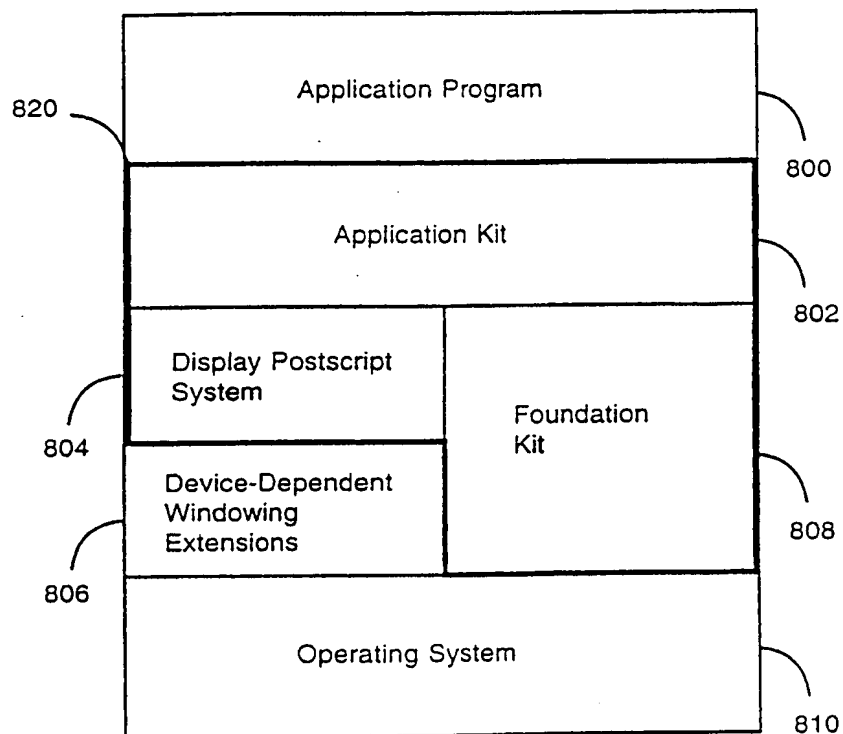 Application Program
820
800
Application Kit
802
Display Postscript
System
804
Foundation
Kit
808
Device-Dependent
Windowing
Extensions
806
Operating System
810